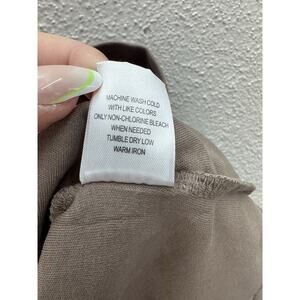 MACHINE WASH COLD
WITH LIKE COLORS
ONLY NON-CHLORINE BLEACH
WHEN NEEDED
TUMBLE DRY LOW
WARM IRON